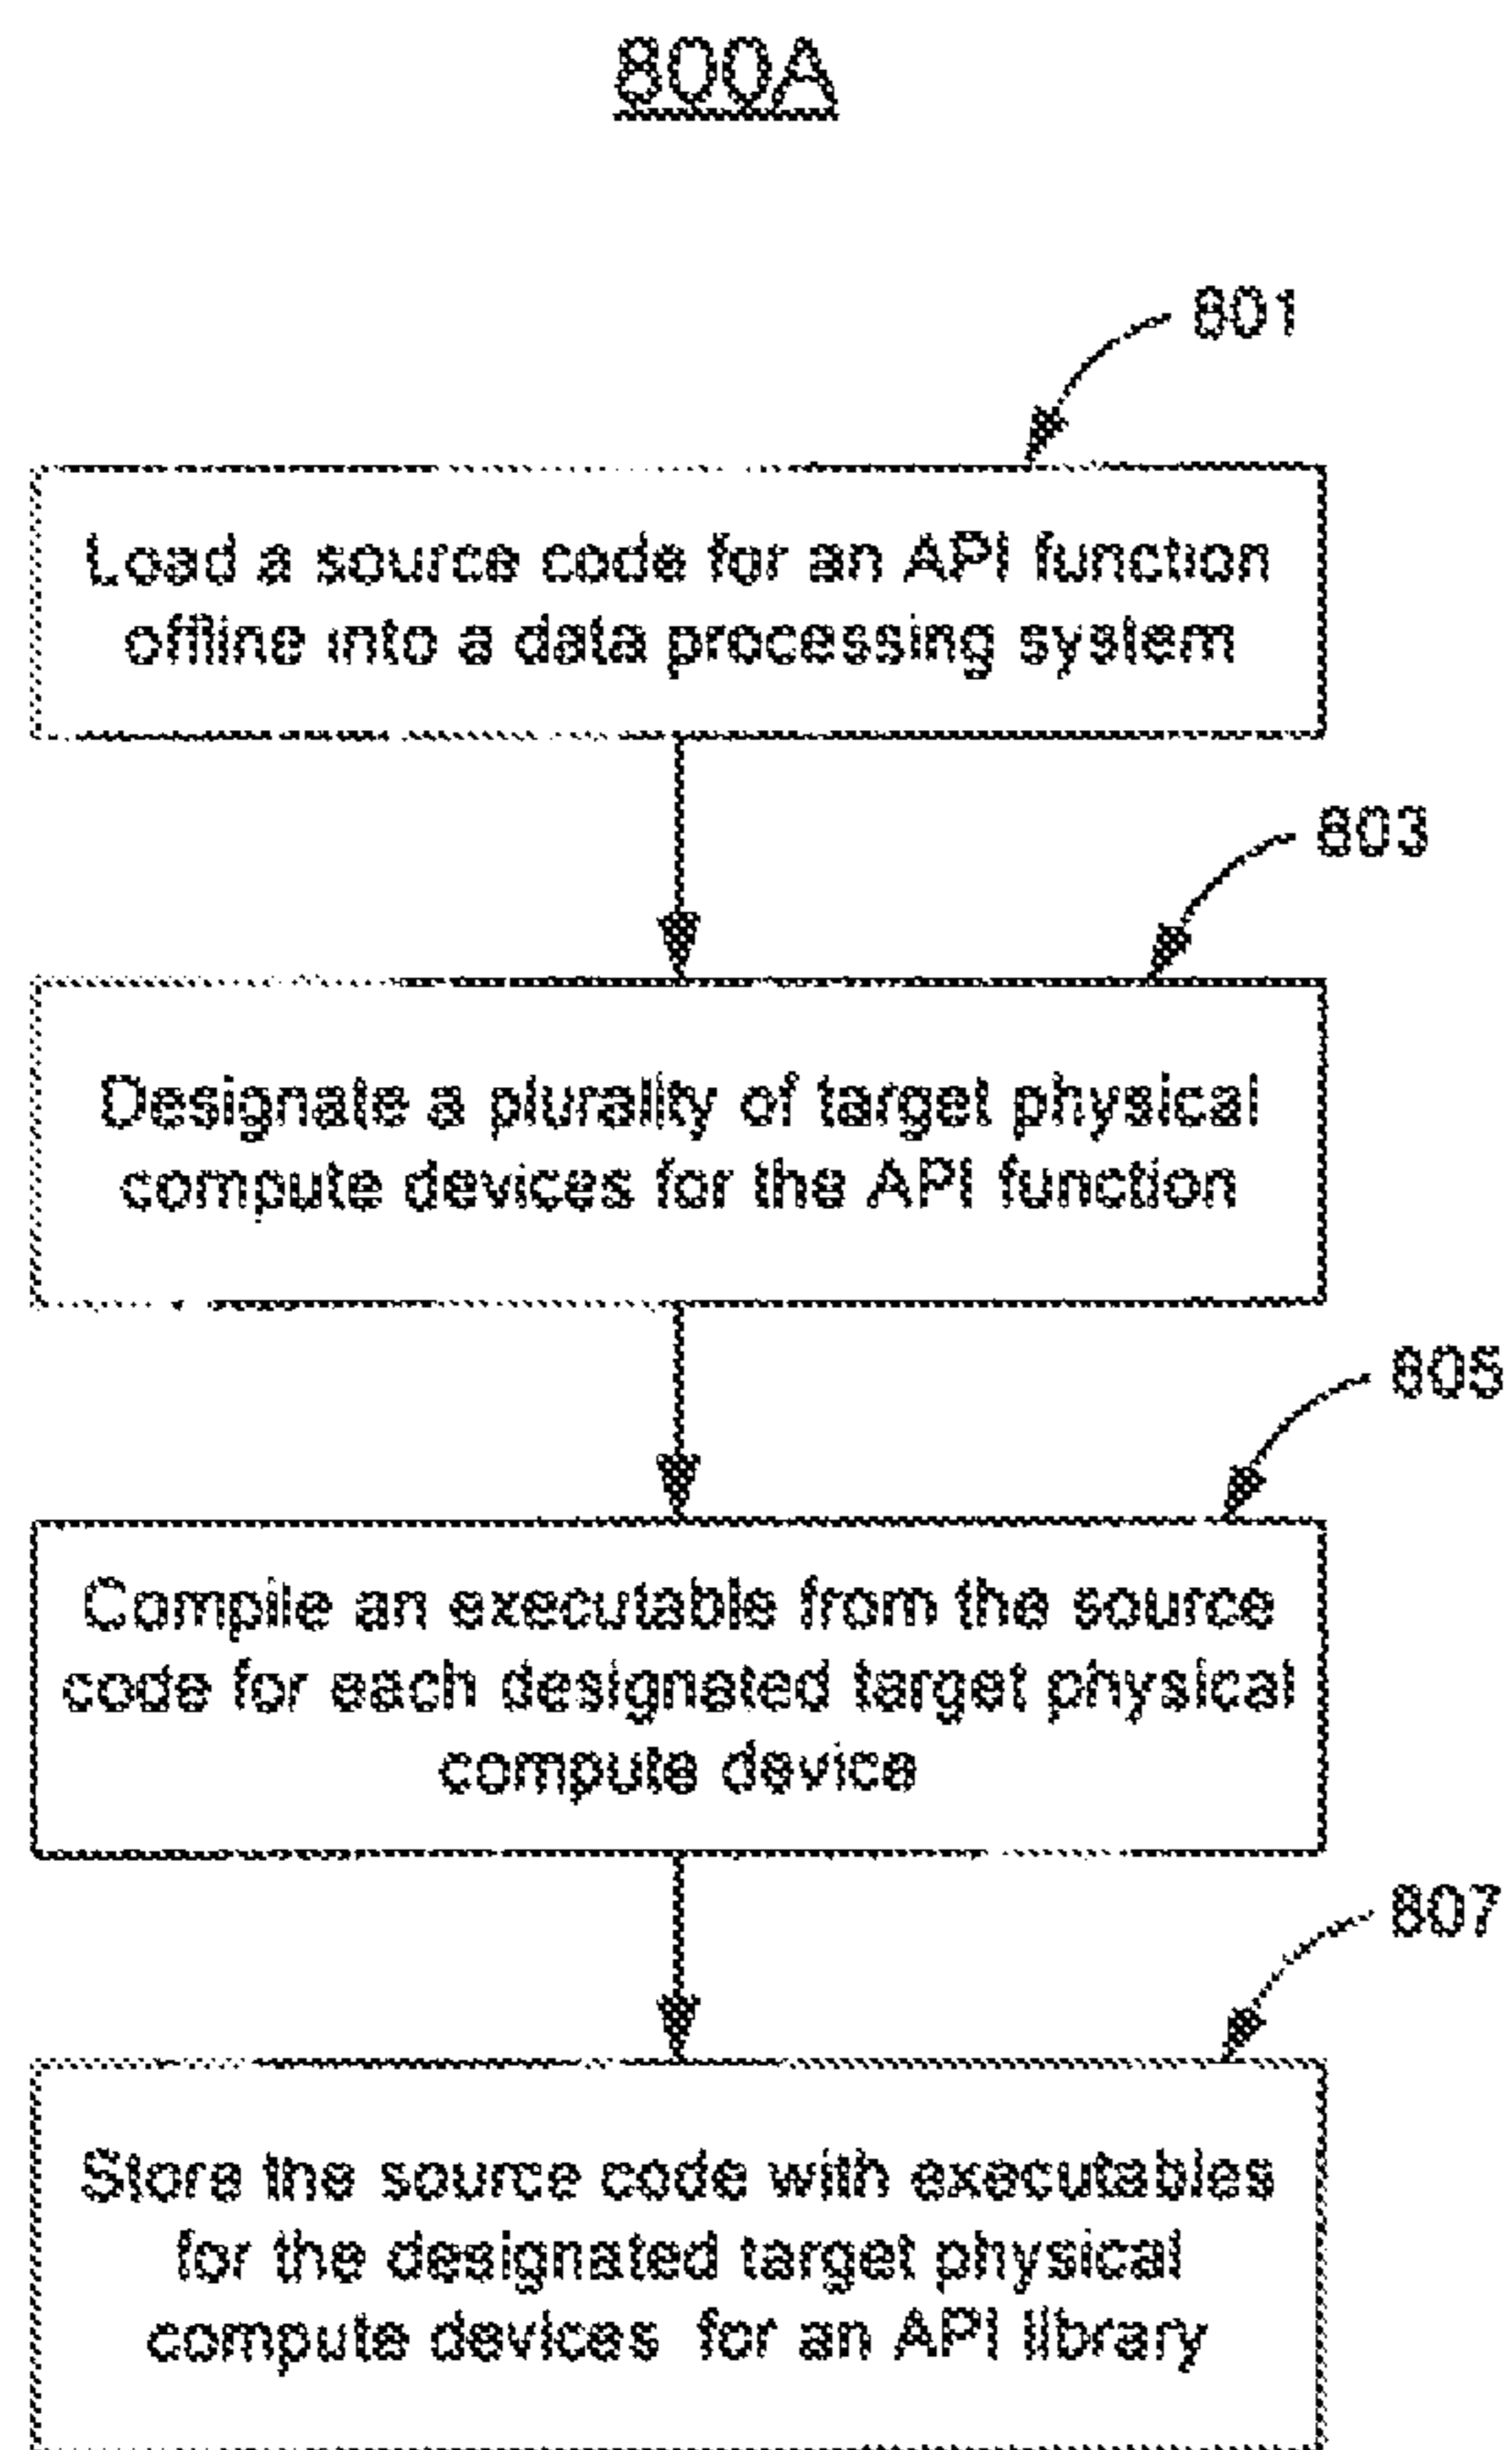 800A
801
Load a source code for an API function
offline into a data processing system
803
Designate a plurality of target physical
compute devices for the API function
805
Compile an executable from the source
code for each designated target physical
compute device
807
Store the source code with executables
for the designated target physical
compute devices for an API library